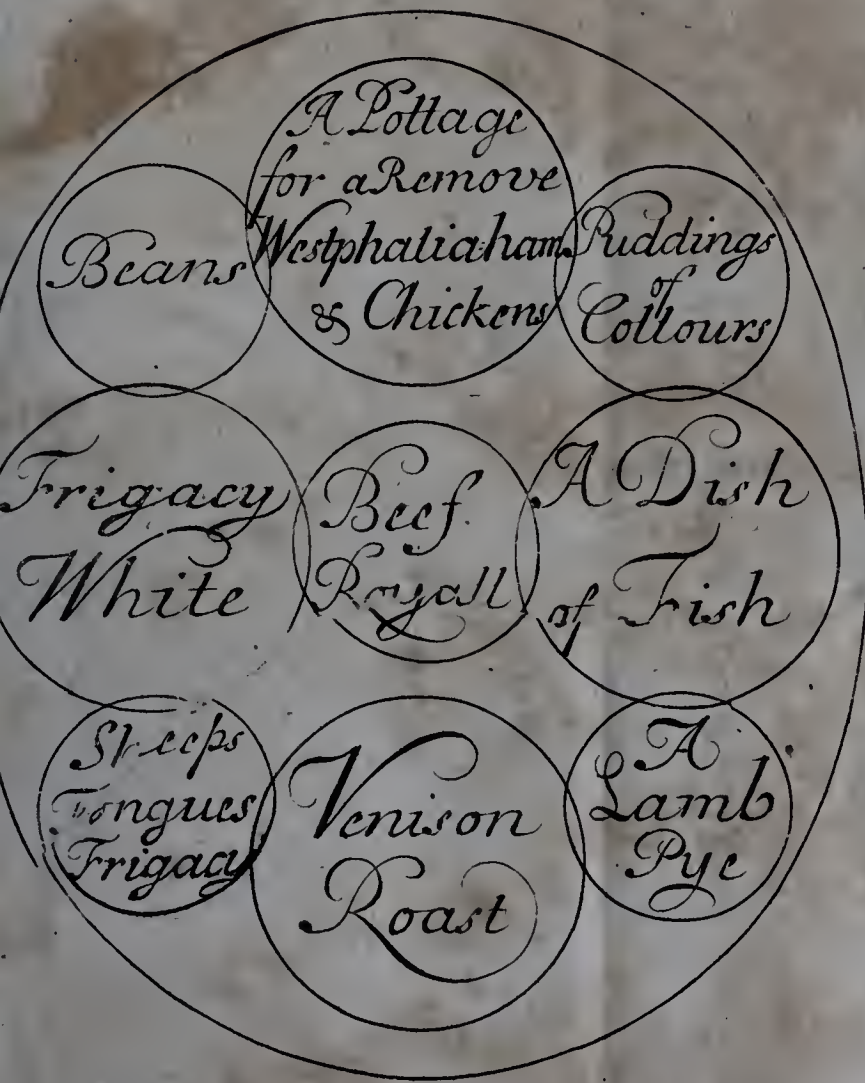 A Pottage
for a Remove
Westphalia ham
& Chickens
Beans
Puddings
of
Collours
Frigacy
White
Beef
Royall
A Dish
of Fish
Sheeps
Tongues
Frigacy
Venison
Roast
A
Lamb
Pye